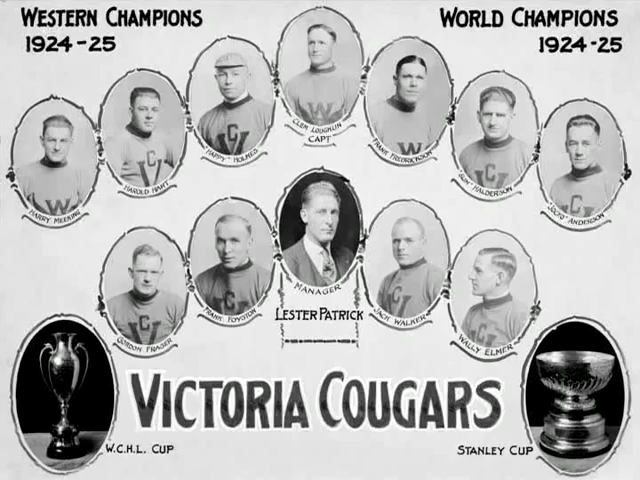 WESTERN CHAMPIONS
1924-25
WORLD CHAMPIONS
1924-25
CLEM LOUGHLIN
CAPT
"HAPPY" HOLMES
FRANK FREDRICKSON
HAROLD HART
"SLIM" HALDERSON
HARRY MEEKING
"JOCKO" ANDERSON
MANAGER
LESTER PATRICK
FRANK FOYSTON
JACK WALKER
GORDON FRASER
WALLY ELMER
VICTORIA COUGARS
W.C.H.L. CUP
STANLEY CUP